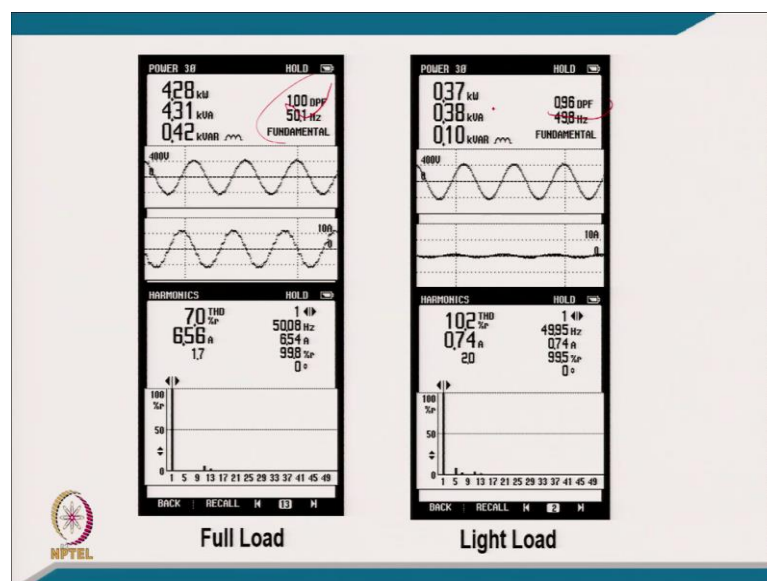 POWER 3Ø HOLD
4.28 kW
4.31 kVA
0.42 kVAR
1.00 DPF
50.1 Hz
FUNDAMENTAL
400V
0
10A
0
HARMONICS HOLD
7.0 THD %r
6.56 A
1.7
1
50.08 Hz
6.54 A
99.8 %r
0°
100
%r
50
0
1 5 9 13 17 21 25 29 33 37 41 45 49
BACK RECALL 13
Full Load
POWER 3Ø HOLD
0.37 kW
0.38 kVA
0.10 kVAR
0.96 DPF
49.8 Hz
FUNDAMENTAL
400V
0
10A
0
HARMONICS HOLD
10.2 THD %r
0.74 A
2.0
1
49.95 Hz
0.74 A
99.5 %r
0°
100
%r
50
0
1 5 9 13 17 21 25 29 33 37 41 45 49
BACK RECALL 2
Light Load
NPTEL